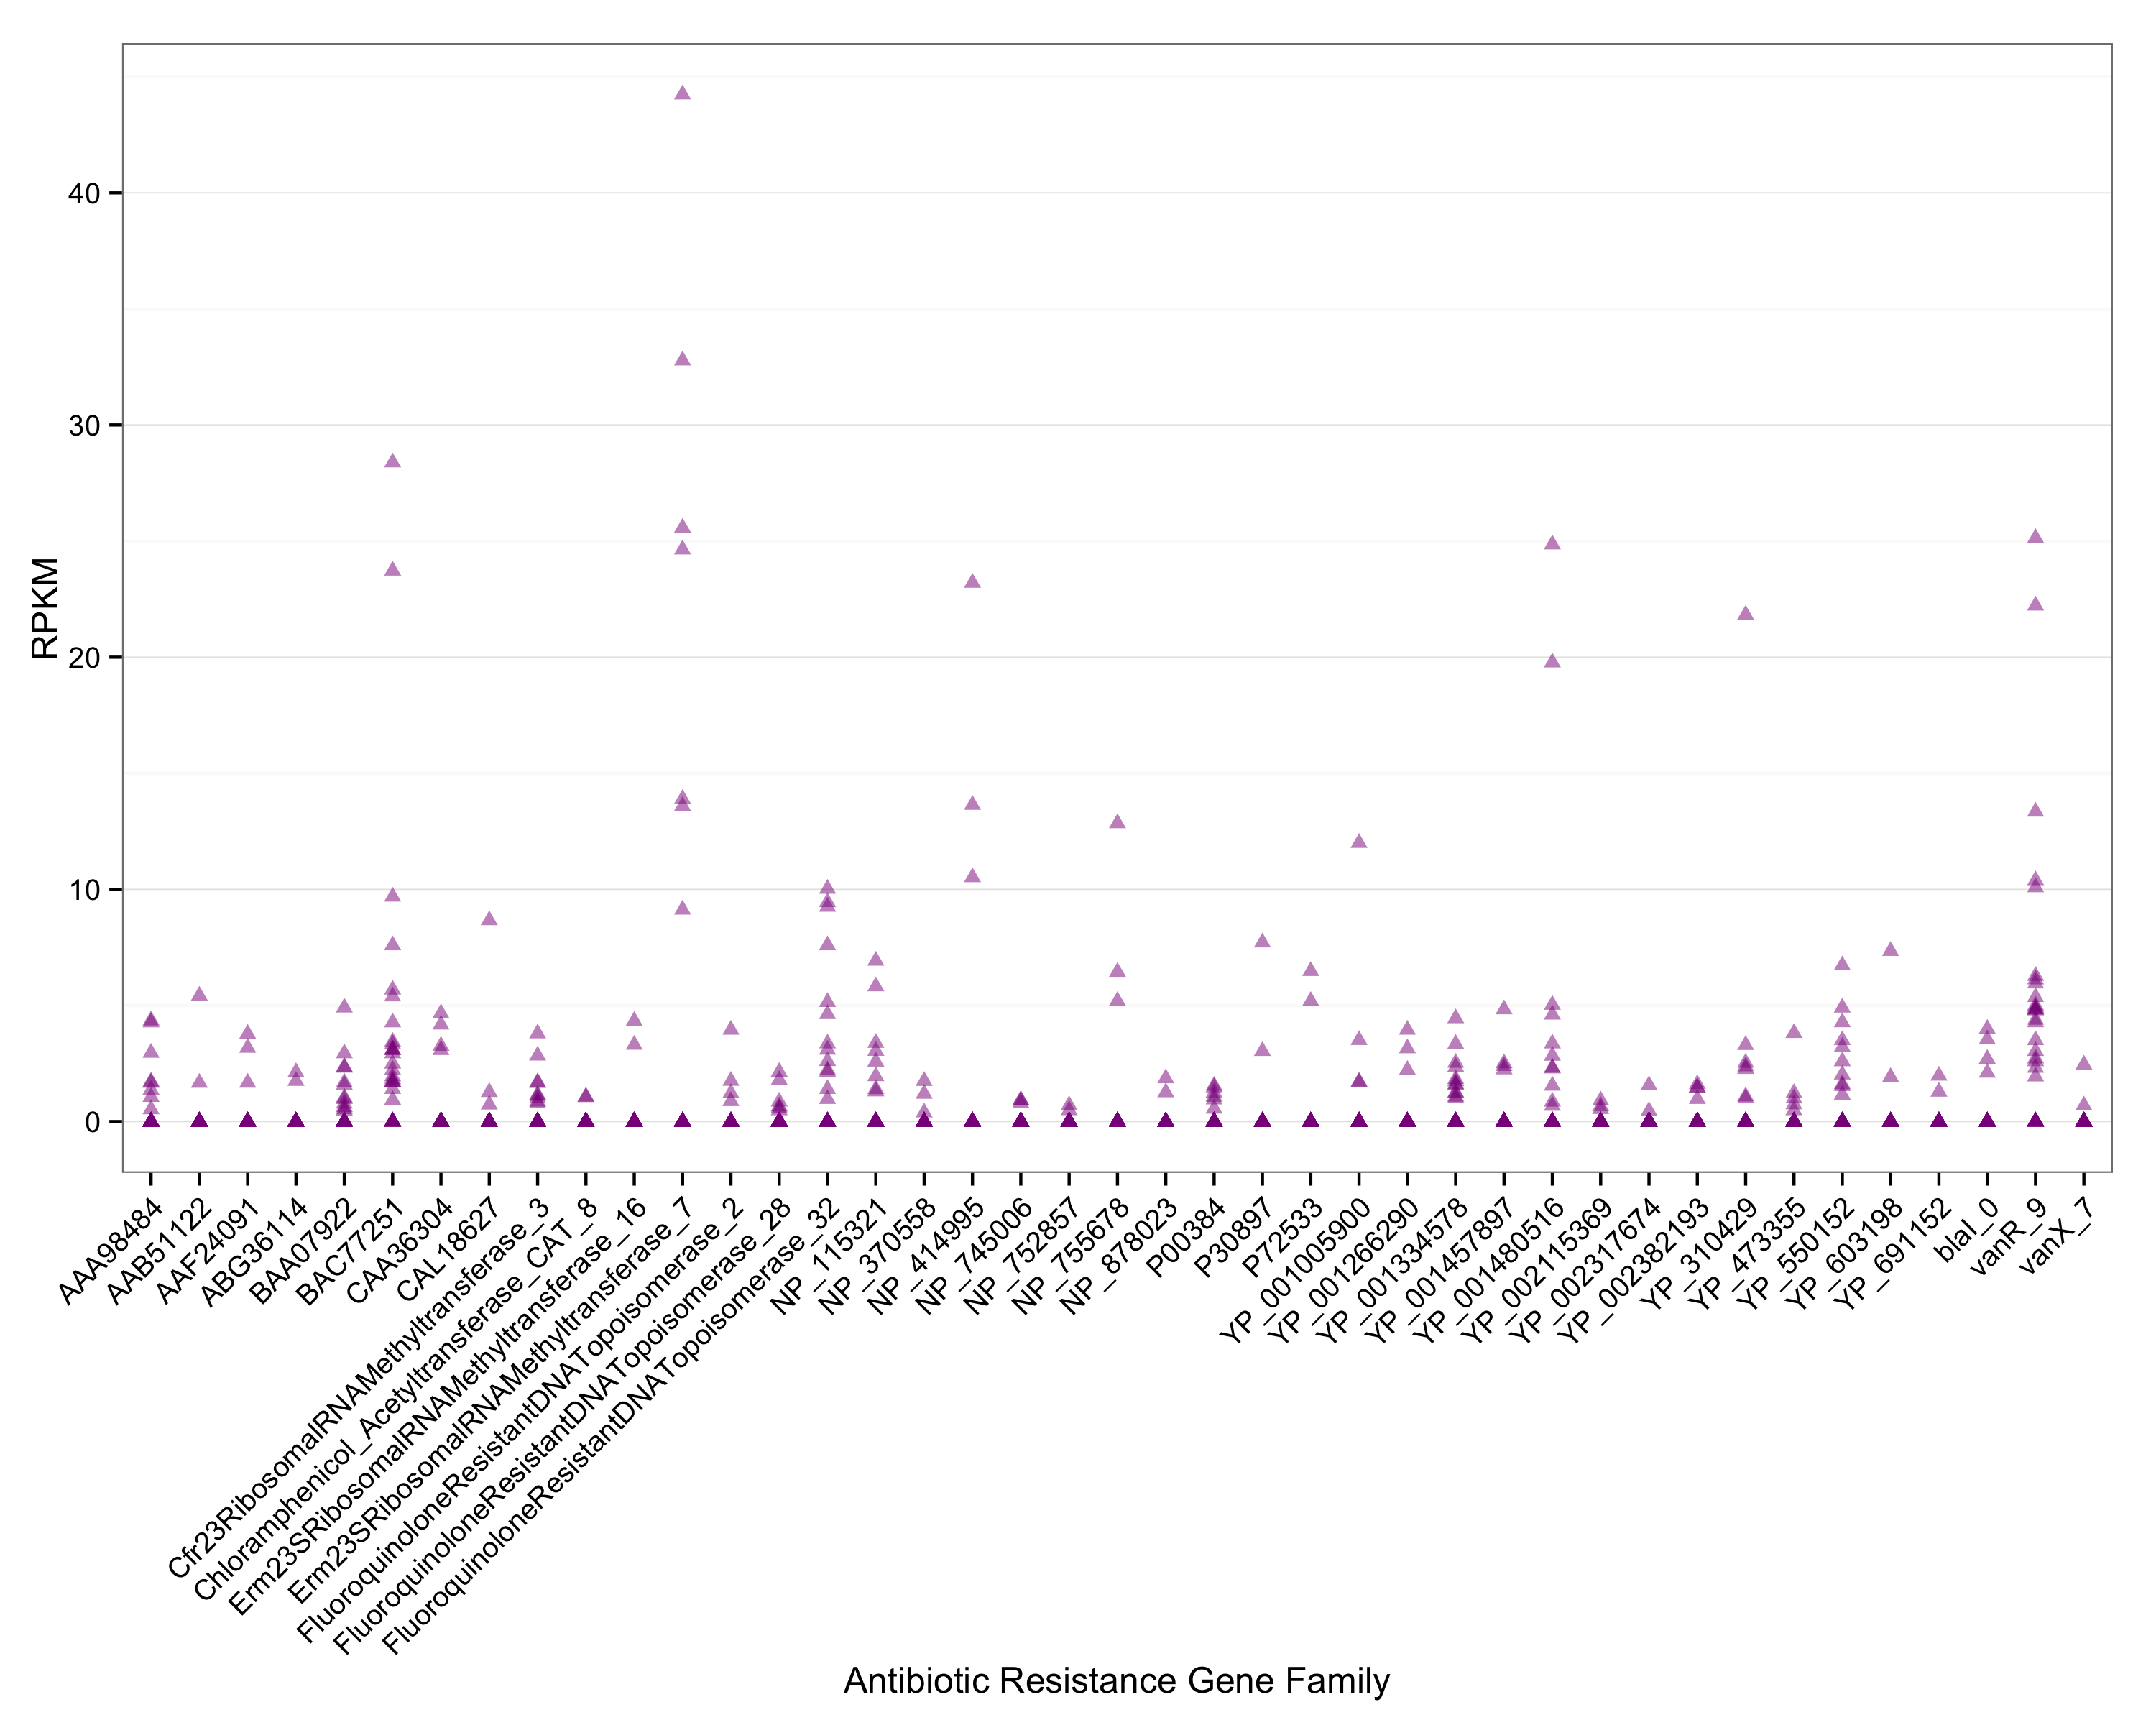 40
30
20
10
0
RPKM
AAA98484
AAB51122
AAF24091
ABG36114
BAA07922
BAC77251
CAA36304
CAL18627
Cfr23RibosomalRNAMethyltransferase_3
Chloramphenicol_Acetyltransferase_CAT_8
Erm23SRibosomalRNAMethyltransferase_16
Erm23SRibosomalRNAMethyltransferase_7
FluoroquinoloneResistantDNATopoisomerase_2
FluoroquinoloneResistantDNATopoisomerase_28
FluoroquinoloneResistantDNATopoisomerase_32
NP_115321
NP_370558
NP_414995
NP_745006
NP_752857
NP_755678
NP_878023
P00384
P30897
P72533
YP_001005900
YP_001266290
YP_001334578
YP_001457897
YP_001480516
YP_002115369
YP_002317674
YP_002382193
YP_310429
YP_473355
YP_550152
YP_603198
YP_691152
blaI_0
vanR_9
vanX_7
Antibiotic Resistance Gene Family